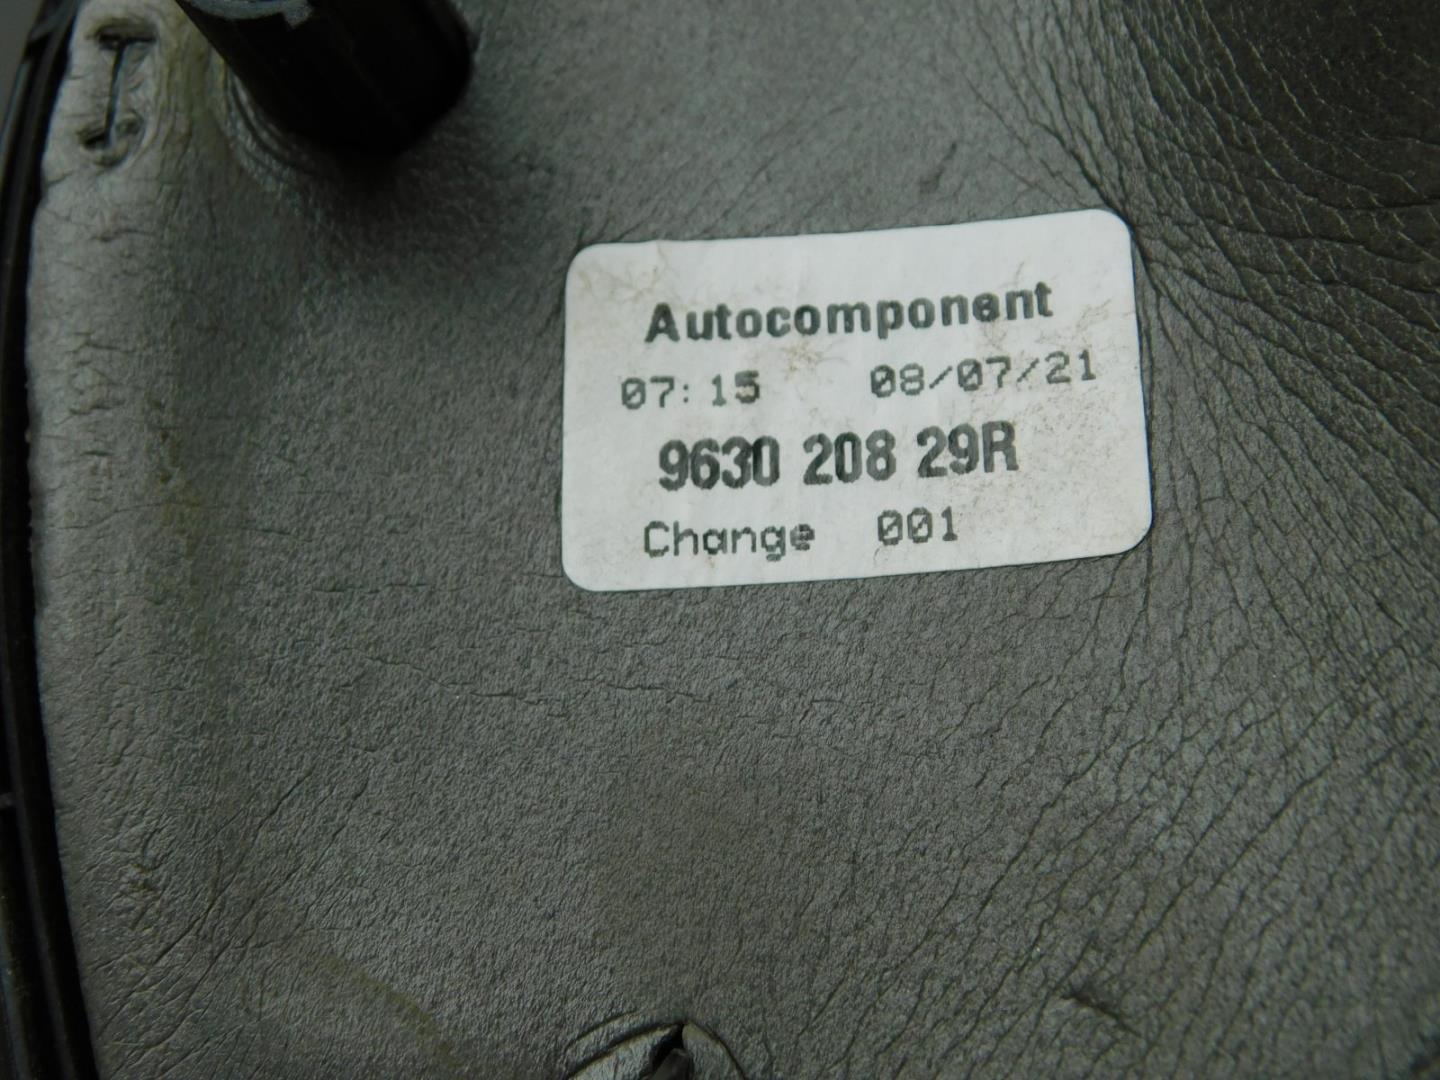 Autocomponent
07:15 08/07/21
9630 208 29R
Change 001